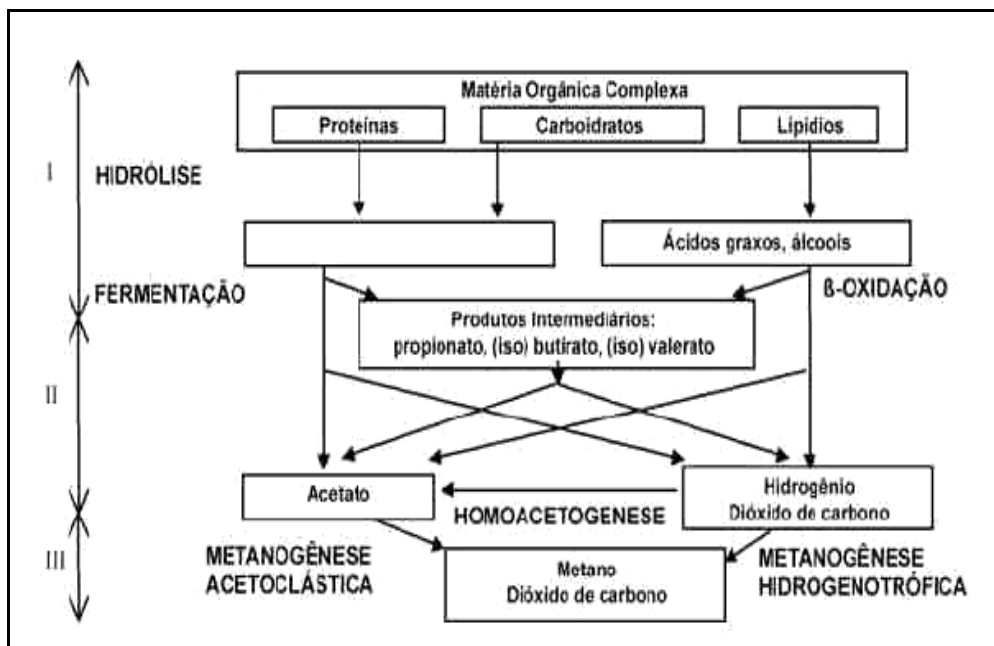 Matéria Orgânica Complexa
Proteínas
Carboidratos
Lipídios
I
HIDRÓLISE
Ácidos graxos, álcoois
FERMENTAÇÃO
ß-OXIDAÇÃO
Produtos Intermediários:
propionato, (iso) butirato, (iso) valerato
II
Acetato
Hidrogênio
Dióxido de carbono
HOMOACETOGENESE
III
METANOGÊNESE
ACETOCLÁSTICA
Metano
Dióxido de carbono
METANOGÊNESE
HIDROGENOTRÓFICA